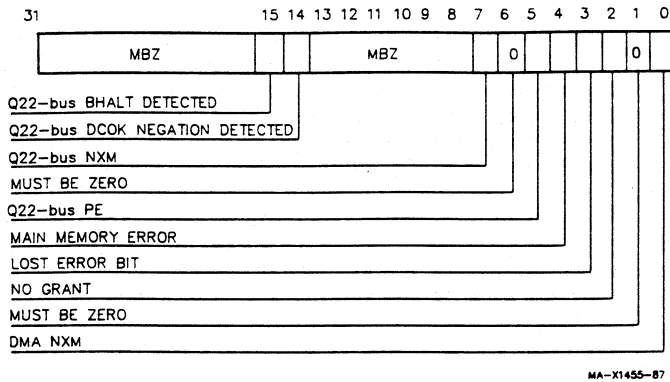 31 15 14 13 12 11 10 9 8 7 6 5 4 3 2 1 0
MBZ MBZ 0 0
Q22-bus BHALT DETECTED
Q22-bus DCOK NEGATION DETECTED
Q22-bus NXM
MUST BE ZERO
Q22-bus PE
MAIN MEMORY ERROR
LOST ERROR BIT
NO GRANT
MUST BE ZERO
DMA NXM
MA-X1455-87